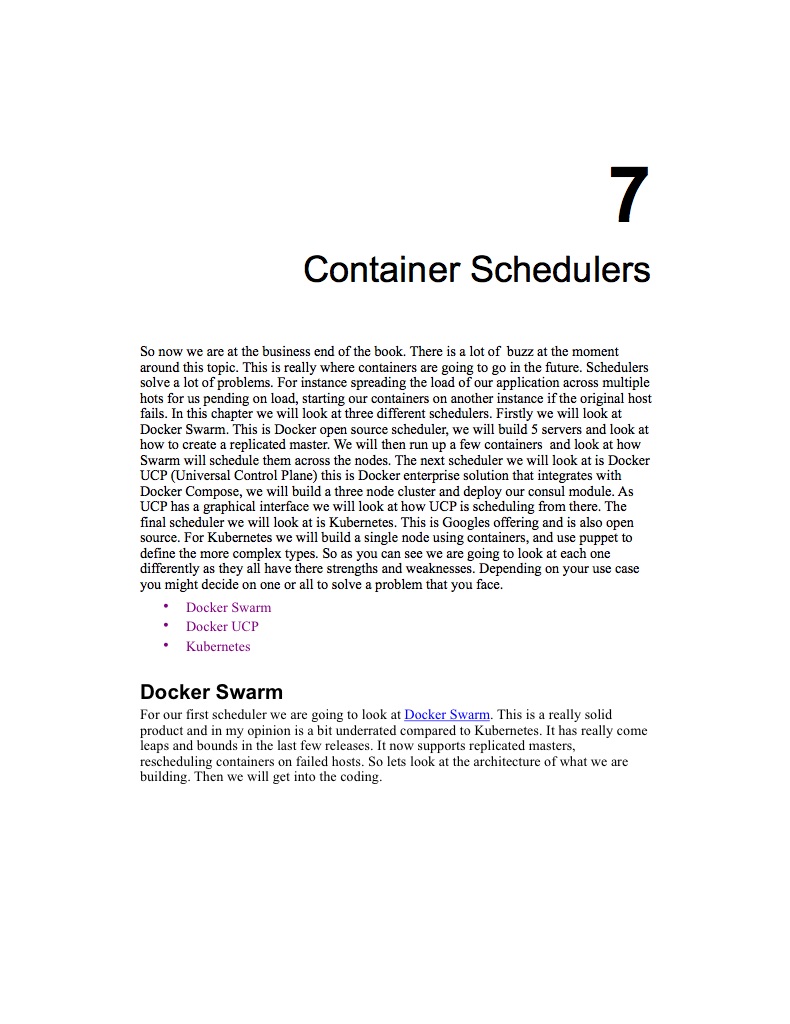 7
Container Schedulers
So now we are at the business end of the book. There is a lot of  buzz at the moment
around this topic. This is really where containers are going to go in the future. Schedulers
solve a lot of problems. For instance spreading the load of our application across multiple
hots for us pending on load, starting our containers on another instance if the original host
fails. In this chapter we will look at three different schedulers. Firstly we will look at
Docker Swarm. This is Docker open source scheduler, we will build 5 servers and look at
how to create a replicated master. We will then run up a few containers  and look at how
Swarm will schedule them across the nodes. The next scheduler we will look at is Docker
UCP (Universal Control Plane) this is Docker enterprise solution that integrates with
Docker Compose, we will build a three node cluster and deploy our consul module. As
UCP has a graphical interface we will look at how UCP is scheduling from there. The
final scheduler we will look at is Kubernetes. This is Googles offering and is also open
source. For Kubernetes we will build a single node using containers, and use puppet to
define the more complex types. So as you can see we are going to look at each one
differently as they all have there strengths and weaknesses. Depending on your use case
you might decide on one or all to solve a problem that you face.
• Docker Swarm
• Docker UCP
• Kubernetes
Docker Swarm
For our first scheduler we are going to look at Docker Swarm. This is a really solid
product and in my opinion is a bit underrated compared to Kubernetes. It has really come
leaps and bounds in the last few releases. It now supports replicated masters,
rescheduling containers on failed hosts. So lets look at the architecture of what we are
building. Then we will get into the coding.